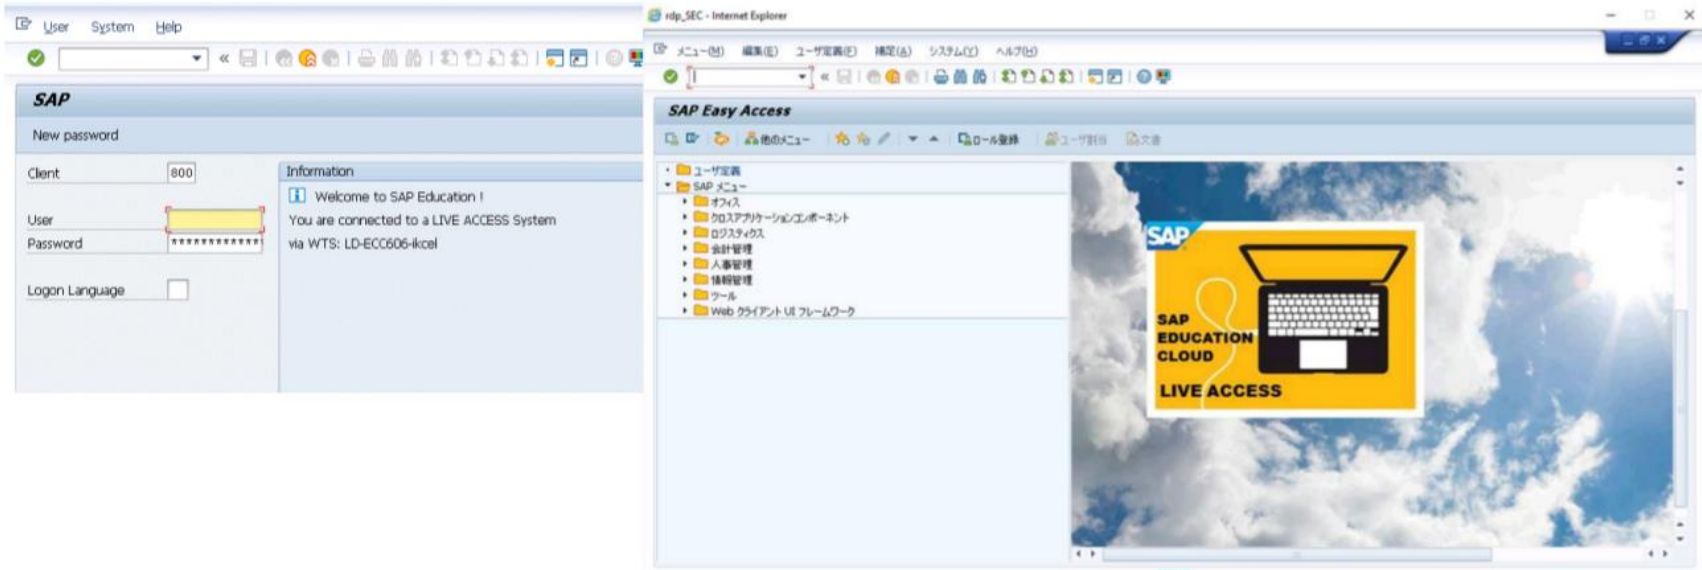 User System Help
SAP
New password
Client 800
User
Password ************
Logon Language
Information
Welcome to SAP Education !
You are connected to a LIVE ACCESS System
via WTS: LD-ECC606-ikcel
rdp_SEC - Internet Explorer
メニュー(M) 編集(E) ユーザ定義(F) 補足(A) システム(Y) ヘルプ(H)
SAP Easy Access
他のメニュー ロール登録 ユーザ割当 文書
ユーザ定義
SAP メニュー
オフィス
クロスアプリケーションコンポーネント
ロジスティクス
会計管理
人事管理
情報管理
ツール
Web クライアント UI フレームワーク
SAP
SAP
EDUCATION
CLOUD
LIVE ACCESS